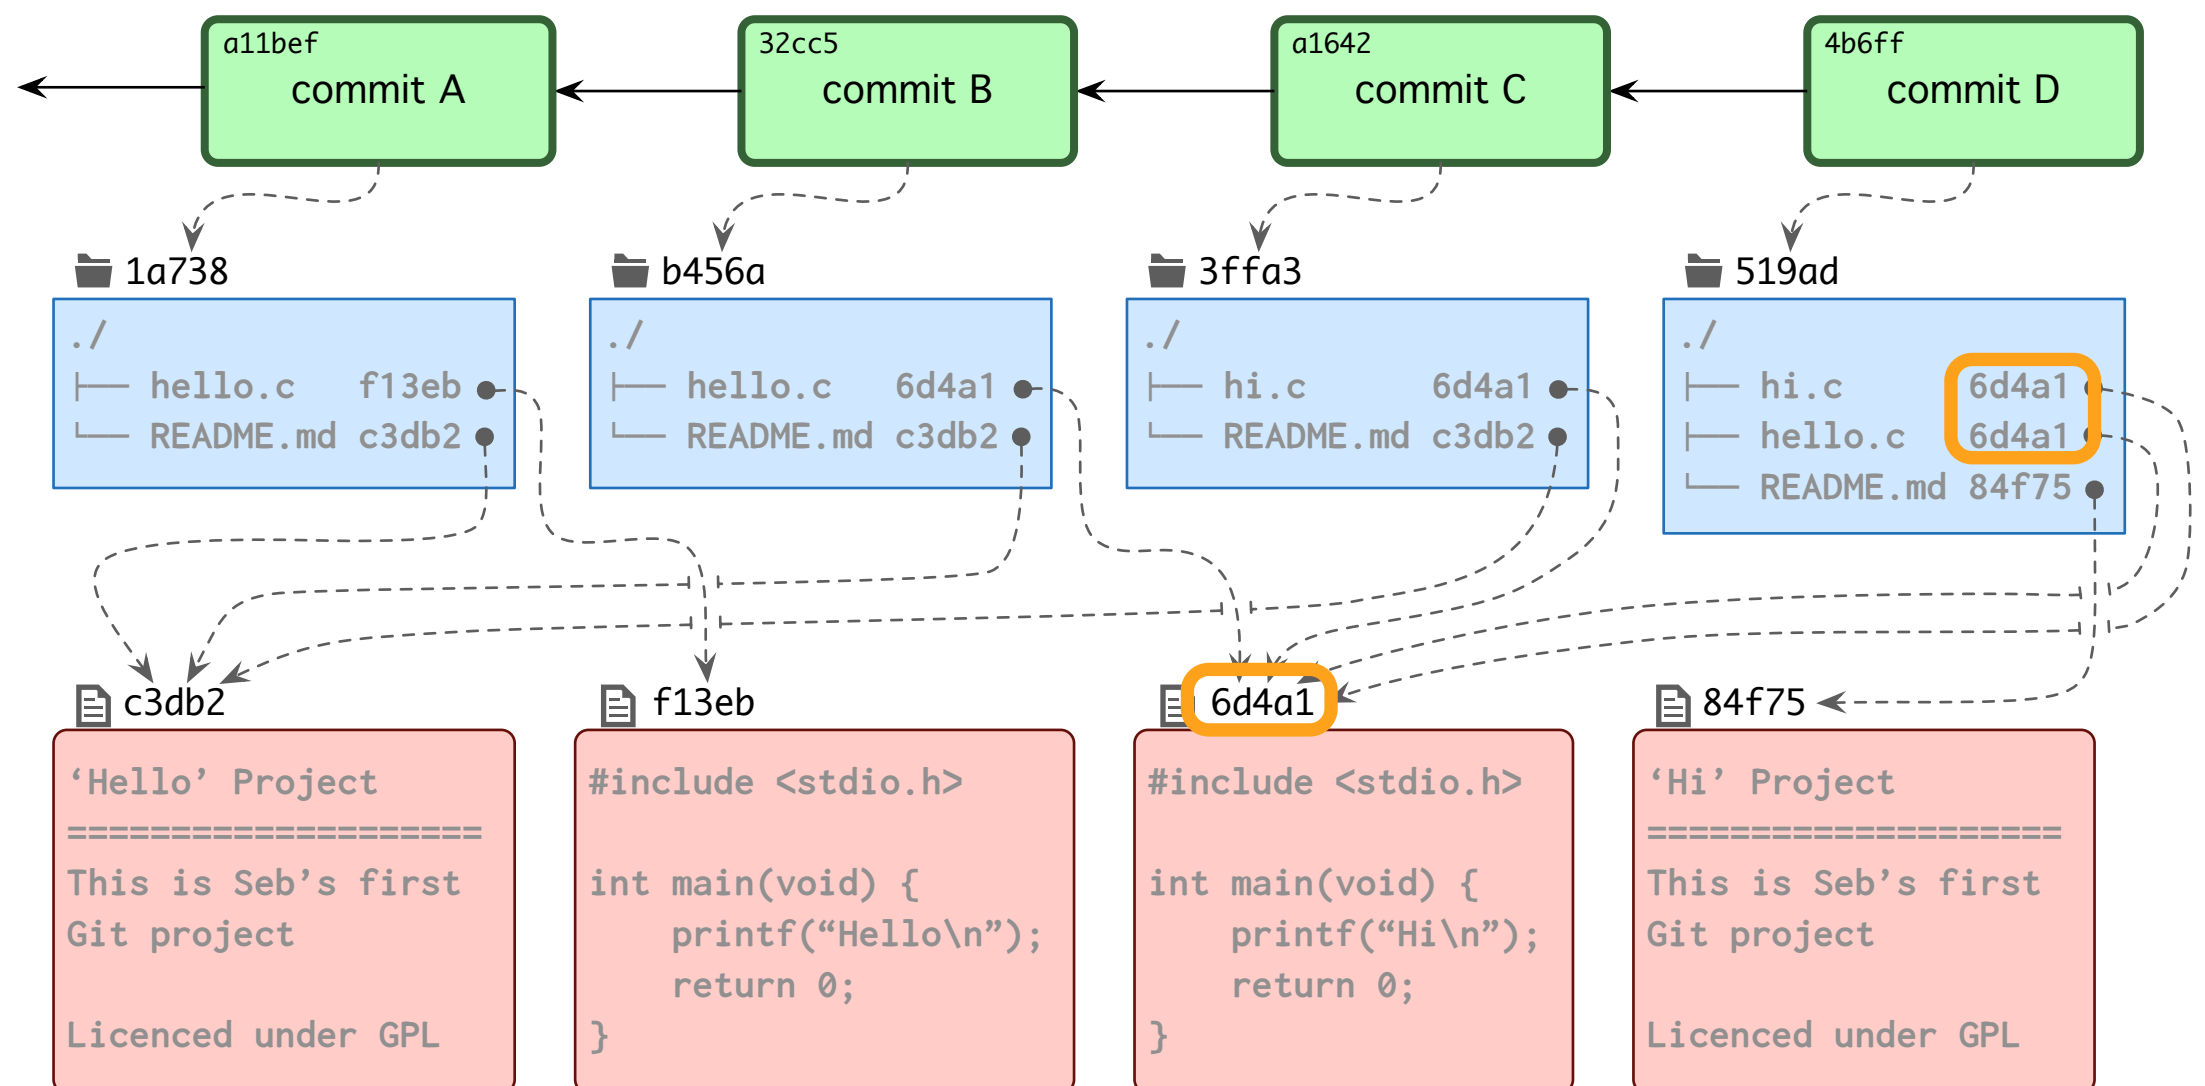 a11bef
commit A
32cc5
commit B
a1642
commit C
4b6ff
commit D
1a738
./
├── hello.c f13eb
└── README.md c3db2
b456a
./
├── hello.c 6d4a1
└── README.md c3db2
3ffa3
./
├── hi.c 6d4a1
└── README.md c3db2
519ad
./
├── hi.c 6d4a1
├── hello.c 6d4a1
└── README.md 84f75
c3db2
‘Hello’ Project
====================
This is Seb’s first
Git project
Licenced under GPL
f13eb
#include <stdio.h>
int main(void) {
printf(“Hello\n”);
return 0;
}
6d4a1
#include <stdio.h>
int main(void) {
printf(“Hi\n”);
return 0;
}
84f75
‘Hi’ Project
====================
This is Seb’s first
Git project
Licenced under GPL